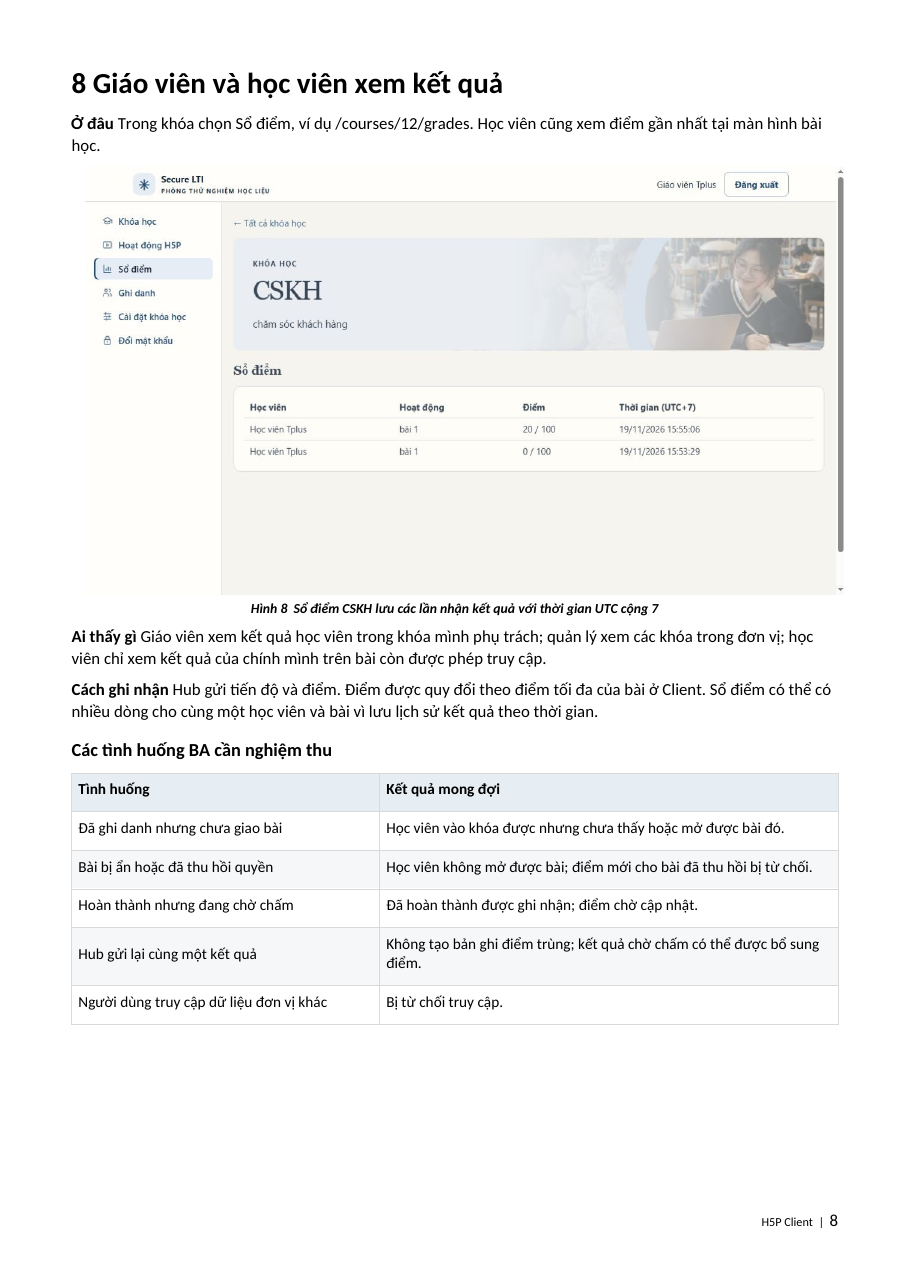 8 Giáo viên và học viên xem kết quả
Ở đâu Trong khóa chọn Sổ điểm, ví dụ /courses/12/grades. Học viên cũng xem điểm gần nhất tại màn hình bài
học.
Secure LTI
PHÒNG THỬ NGHIỆM HỌC LIỆU
Giáo viên Tplus
Đăng xuất
Khóa học
Hoạt động H5P
Sổ điểm
Ghi danh
Cài đặt khóa học
Đổi mật khẩu
← Tất cả khóa học
KHÓA HỌC
CSKH
chăm sóc khách hàng
Sổ điểm
Học viên Hoạt động Điểm Thời gian (UTC+7)
Học viên Tplus bài 1 20 / 100 19/11/2026 15:55:06
Học viên Tplus bài 1 0 / 100 19/11/2026 15:53:29
Hình 8 Sổ điểm CSKH lưu các lần nhận kết quả với thời gian UTC cộng 7
Ai thấy gì Giáo viên xem kết quả học viên trong khóa mình phụ trách; quản lý xem các khóa trong đơn vị; học
viên chỉ xem kết quả của chính mình trên bài còn được phép truy cập.
Cách ghi nhận Hub gửi tiến độ và điểm. Điểm được quy đổi theo điểm tối đa của bài ở Client. Sổ điểm có thể có
nhiều dòng cho cùng một học viên và bài vì lưu lịch sử kết quả theo thời gian.
Các tình huống BA cần nghiệm thu
Tình huống Kết quả mong đợi
Đã ghi danh nhưng chưa giao bài Học viên vào khóa được nhưng chưa thấy hoặc mở được bài đó.
Bài bị ẩn hoặc đã thu hồi quyền Học viên không mở được bài; điểm mới cho bài đã thu hồi bị từ chối.
Hoàn thành nhưng đang chờ chấm Đã hoàn thành được ghi nhận; điểm chờ cập nhật.
Hub gửi lại cùng một kết quả Không tạo bản ghi điểm trùng; kết quả chờ chấm có thể được bổ sung
điểm.
Người dùng truy cập dữ liệu đơn vị khác Bị từ chối truy cập.
H5P Client | 8